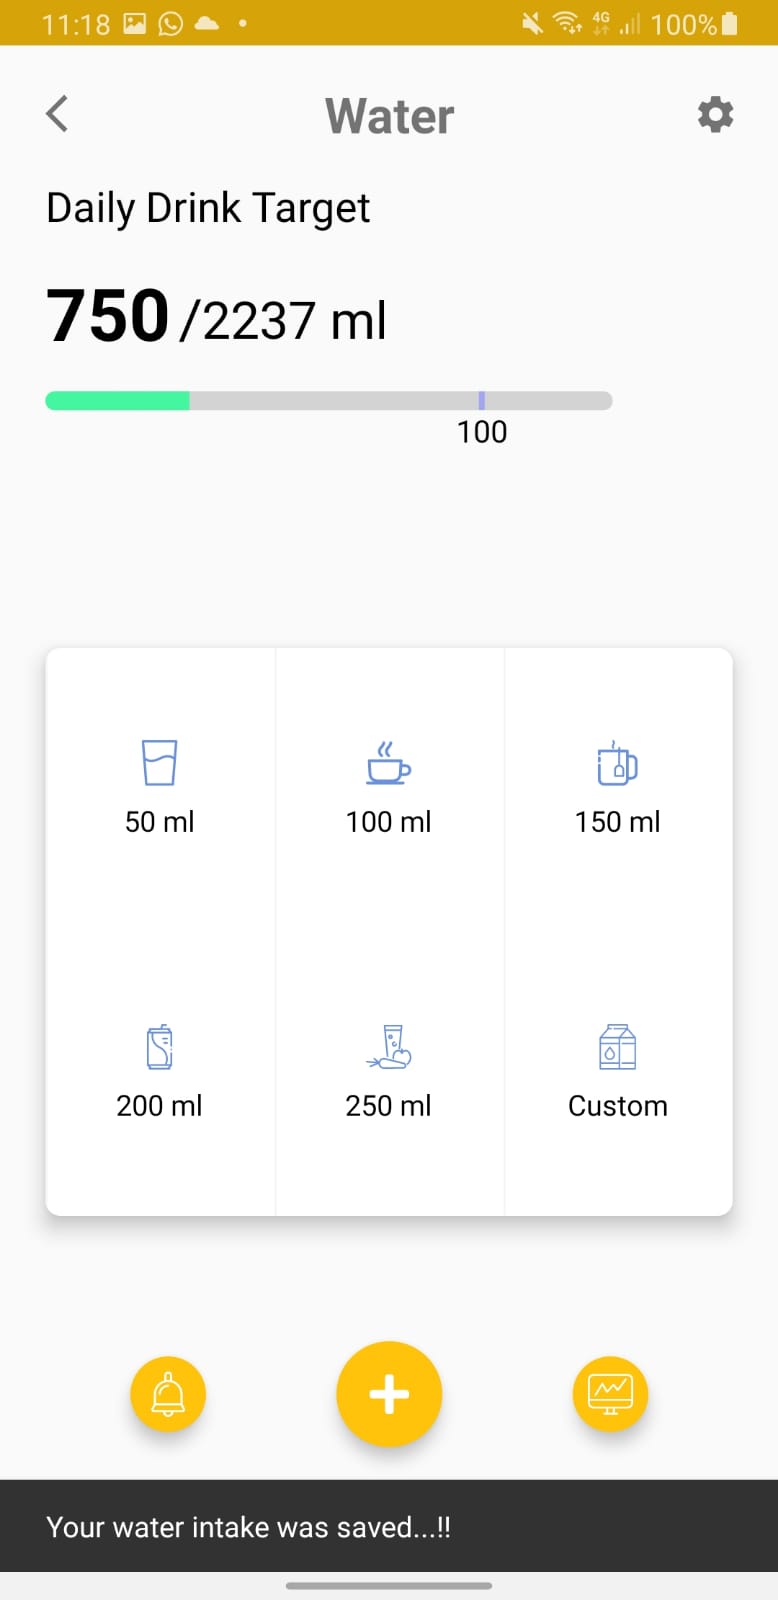 11:18 4G 100%
Water
Daily Drink Target
750 /2237 ml
100
50 ml 100 ml 150 ml
200 ml 250 ml Custom
Your water intake was saved...!!